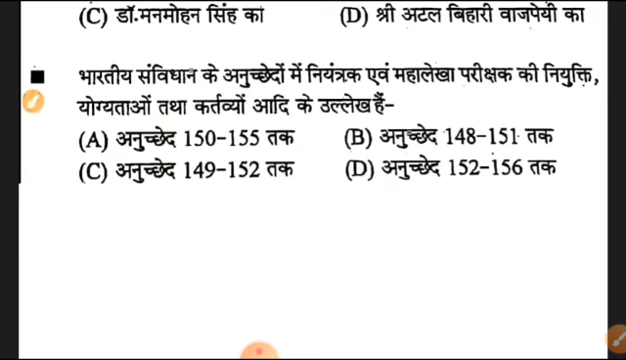 (C) डॉ.मनमोहन सिंह का (D) श्री अटल बिहारी वाजपेयी का
भारतीय संविधान के अनुच्छेदों में नियंत्रक एवं महालेखा परीक्षक की नियुक्ति,
योग्यताओं तथा कर्तव्यों आदि के उल्लेख हैं-
(A) अनुच्छेद 150-155 तक (B) अनुच्छेद 148-151 तक
(C) अनुच्छेद 149-152 तक (D) अनुच्छेद 152-156 तक